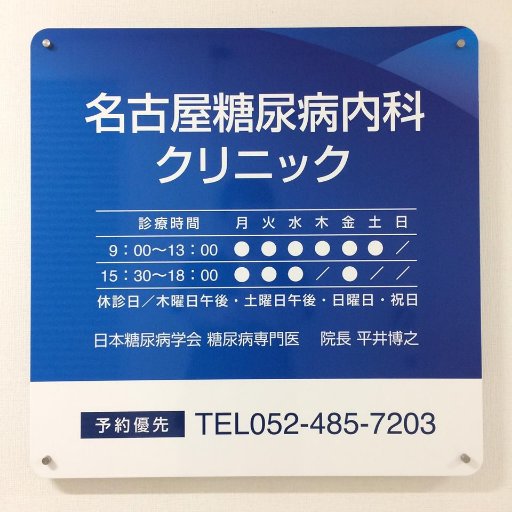 名古屋糖尿病内科
クリニック
診療時間 月 火 水 木 金 土 日
9：00〜13：00 ● ● ● ● ● ● ／
15：30〜18：00 ● ● ● ／ ● ／ ／
休診日／木曜日午後・土曜日午後・日曜日・祝日
日本糖尿病学会 糖尿病専門医 院長 平井博之
予約優先 TEL052-485-7203